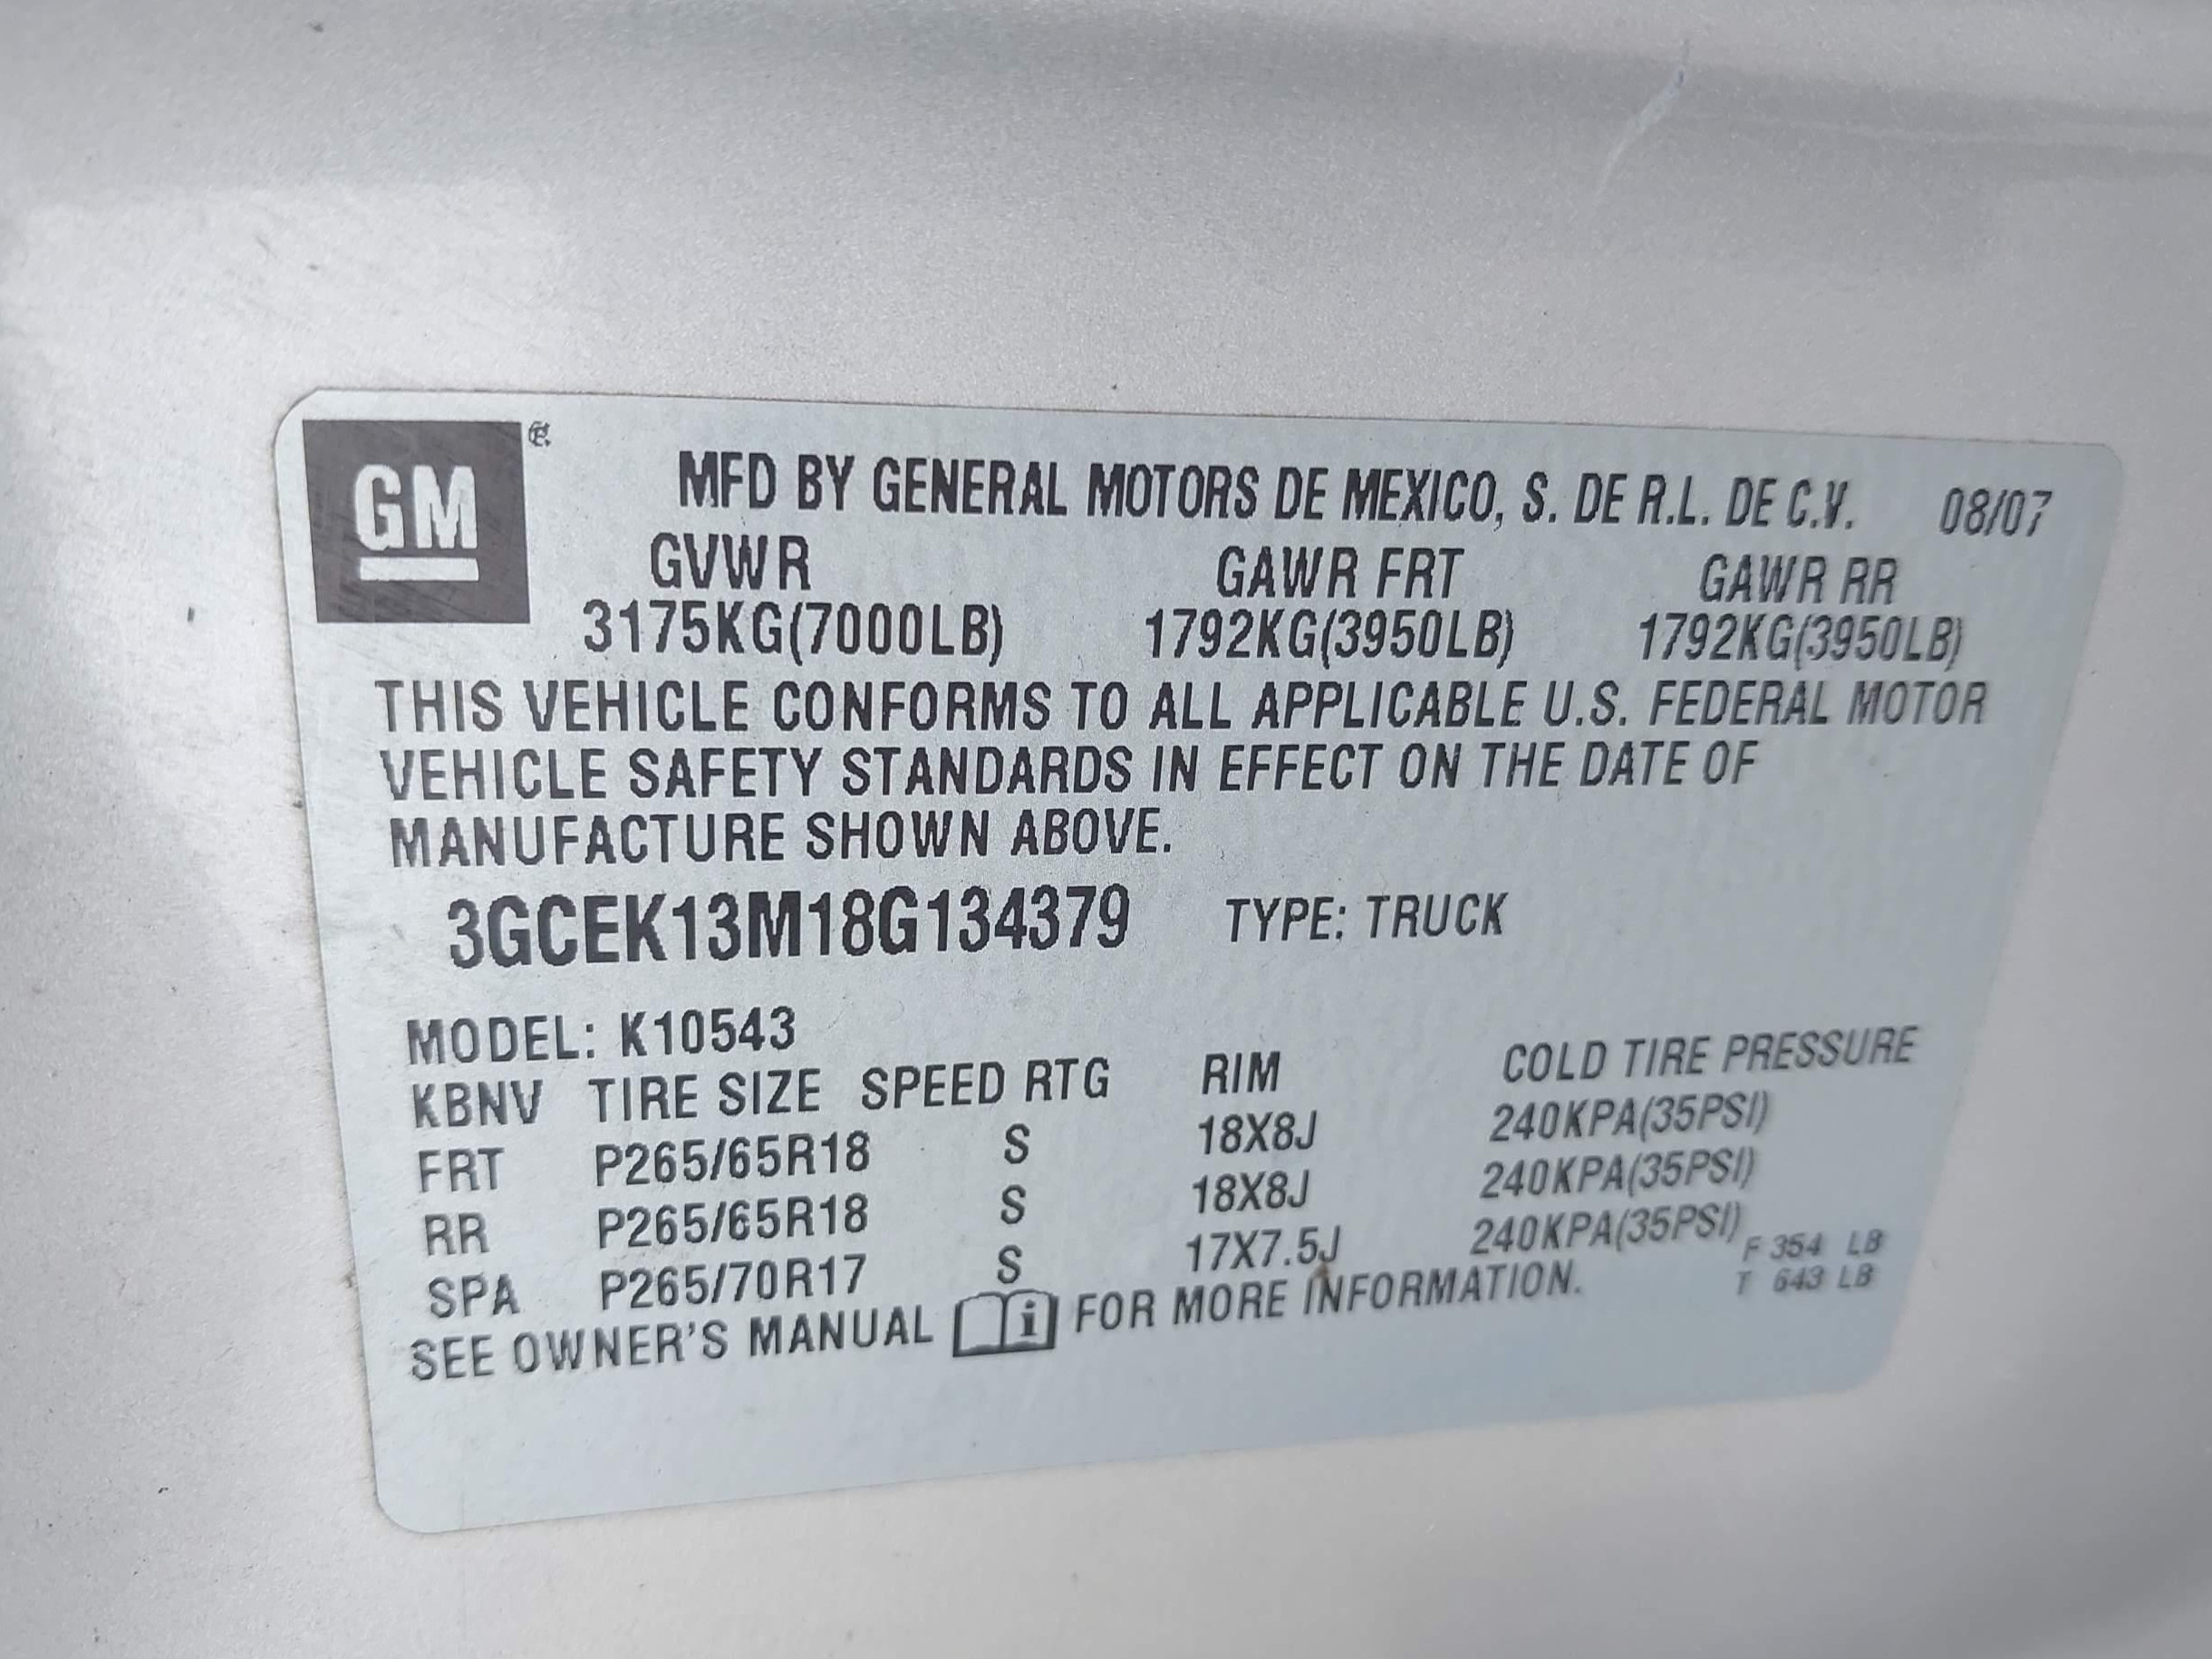 GM
MFD BY GENERAL MOTORS DE MEXICO, S. DE R.L. DE C.V. 08/07
GVWR GAWR FRT GAWR RR
3175KG(7000LB) 1792KG(3950LB) 1792KG(3950LB)
THIS VEHICLE CONFORMS TO ALL APPLICABLE U.S. FEDERAL MOTOR
VEHICLE SAFETY STANDARDS IN EFFECT ON THE DATE OF
MANUFACTURE SHOWN ABOVE.
3GCEK13M18G134379 TYPE: TRUCK
MODEL: K10543
KBNV TIRE SIZE SPEED RTG RIM COLD TIRE PRESSURE
FRT P265/65R18 S 18X8J 240KPA(35PSI)
RR P265/65R18 S 18X8J 240KPA(35PSI)
SPA P265/70R17 S 17X7.5J 240KPA(35PSI)
F 354 LB
T 643 LB
SEE OWNER'S MANUAL i FOR MORE INFORMATION.